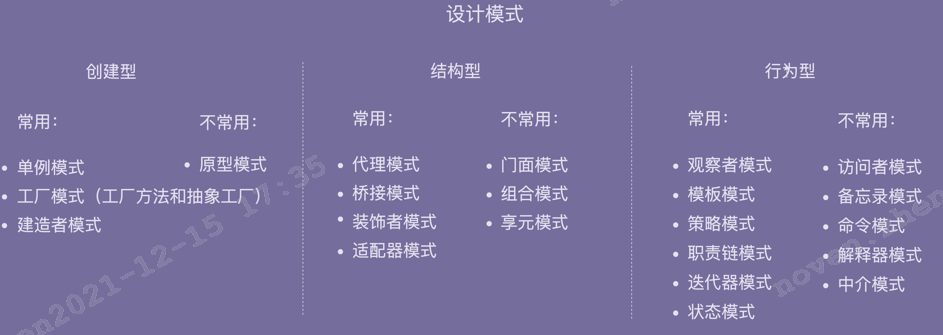 设计模式
创建型
常用：
单例模式
工厂模式（工厂方法和抽象工厂）
建造者模式
不常用：
原型模式
结构型
常用：
代理模式
桥接模式
装饰者模式
适配器模式
不常用：
门面模式
组合模式
享元模式
行为型
常用：
观察者模式
模板模式
策略模式
职责链模式
迭代器模式
状态模式
不常用：
访问者模式
备忘录模式
命令模式
解释器模式
中介模式
2021-12-15 17:35